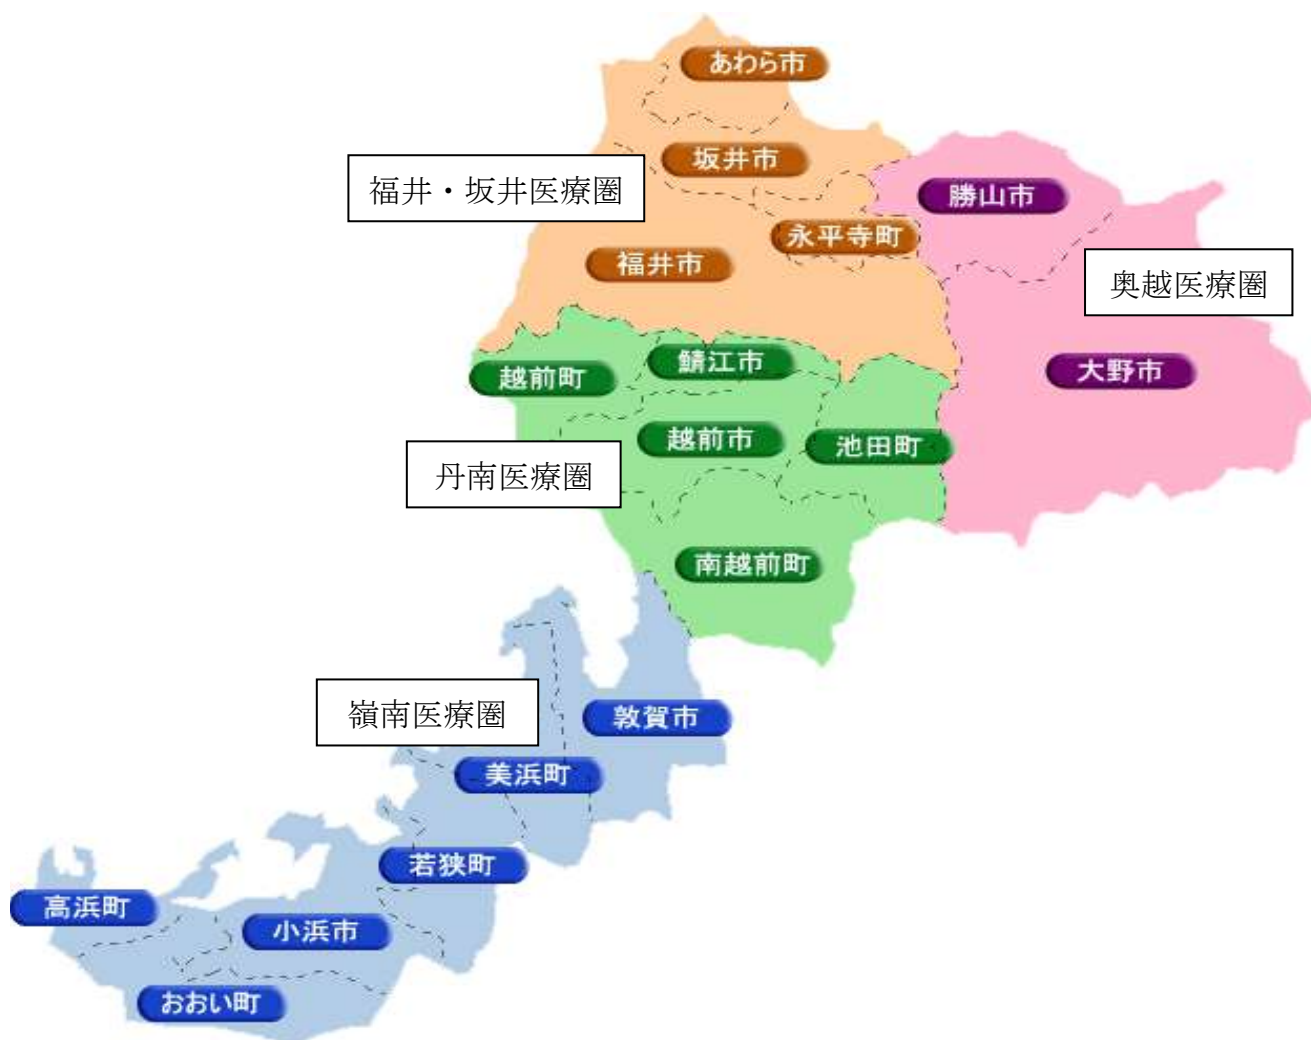 あわら市
坂井市
福井・坂井医療圏
勝山市
永平寺町
福井市
奥越医療圏
鯖江市
越前町
大野市
越前市
池田町
丹南医療圏
南越前町
嶺南医療圏
敦賀市
美浜町
若狭町
高浜町
小浜市
おおい町